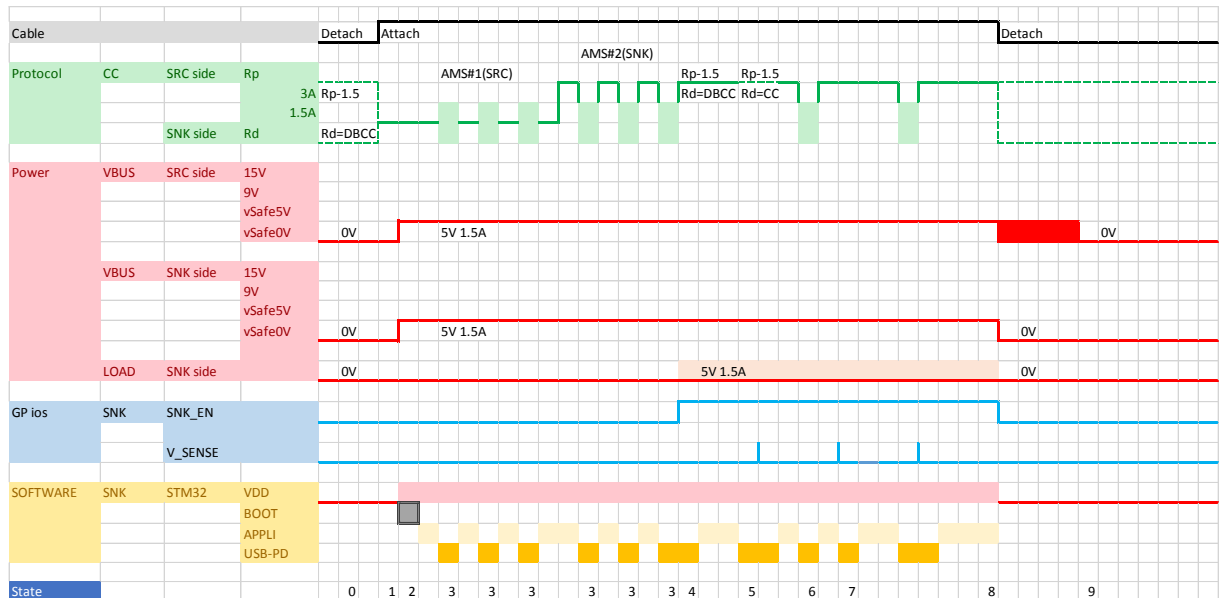 Cable Detach Attach Detach
AMS#2(SNK)
Protocol CC SRC side Rp AMS#1(SRC) Rp-1.5 Rp-1.5
3A Rp-1.5 Rd=DBCC Rd=CC
1.5A
SNK side Rd Rd=DBCC
Power VBUS SRC side 15V
9V
vSafe5V
vSafe0V 0V 5V 1.5A 0V
VBUS SNK side 15V
9V
vSafe5V
vSafe0V 0V 5V 1.5A 0V
LOAD SNK side 0V 5V 1.5A 0V
GP ios SNK SNK_EN
V_SENSE
SOFTWARE SNK STM32 VDD
BOOT
APPLI
USB-PD
State 0 1 2 3 3 3 3 3 3 4 5 6 7 8 9